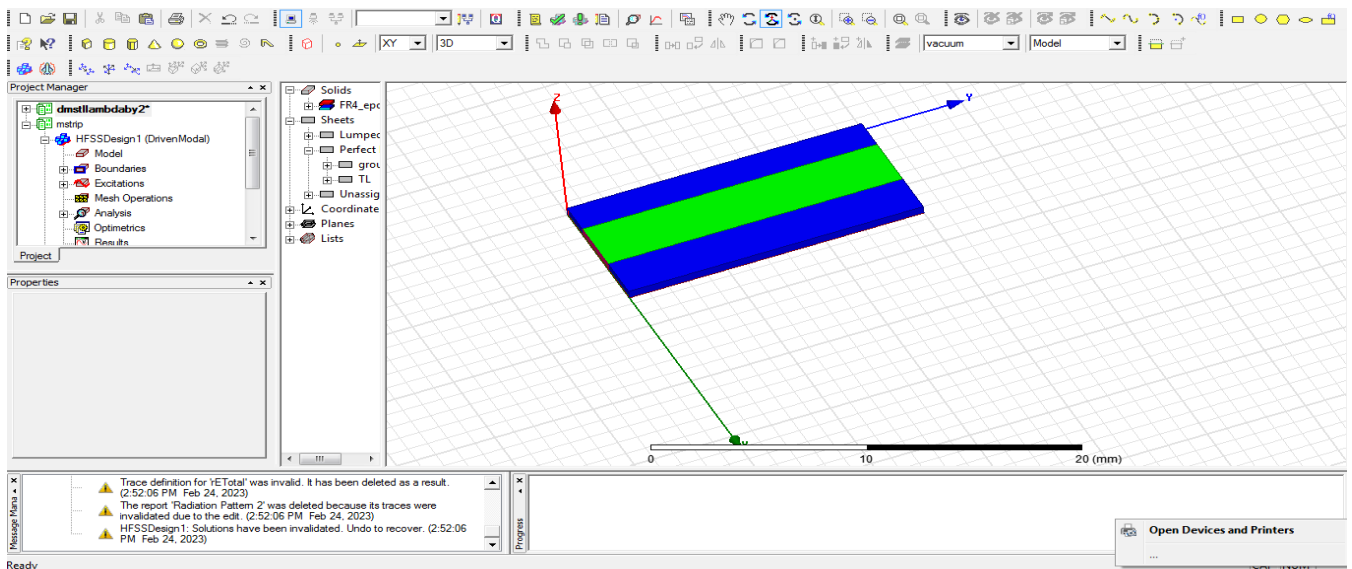 XY
3D
vacuum
Model
Project Manager
dmstllambdaby2*
mstrip
HFSSDesign1 (DrivenModal)
Model
Boundaries
Excitations
Mesh Operations
Analysis
Optimetrics
Results
Project
Properties
Solids
FR4_epo
Sheets
Lumped
Perfect
grou
TL
Unassig
Coordinate
Planes
Lists
Z
Y
0
10
20 (mm)
Message Mana
Trace definition for 'rETotal' was invalid. It has been deleted as a result.
(2:52:06 PM Feb 24, 2023)
The report 'Radiation Pattern 2' was deleted because its traces were
invalidated due to the edit. (2:52:06 PM Feb 24, 2023)
HFSSDesign1: Solutions have been invalidated. Undo to recover. (2:52:06
PM Feb 24, 2023)
Progress
Open Devices and Printers
...
Ready